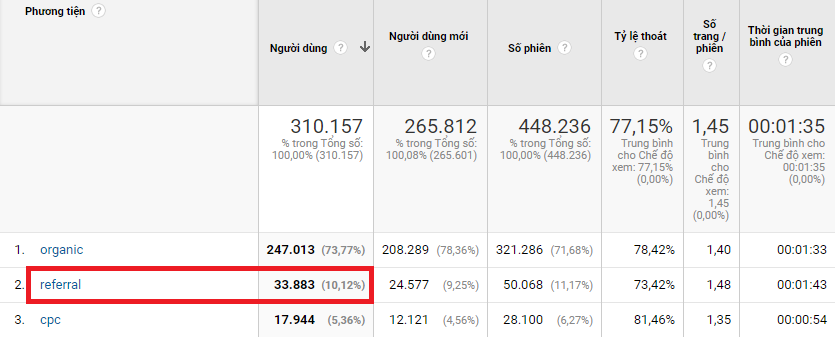 Phương tiện ?
Người dùng ? ↓
Người dùng mới ?
Số phiên ?
Tỷ lệ thoát ?
Số trang / phiên ?
Thời gian trung bình của phiên ?
310.157
% trong Tổng số:
100,00% (310.157)
265.812
% trong Tổng số:
100,08% (265.601)
448.236
% trong Tổng số:
100,00% (448.236)
77,15%
Trung bình
cho Chế độ
xem: 77,15%
(0,00%)
1,45
Trung
bình
cho
Chế độ
xem:
1,45
(0,00%)
00:01:35
Trung bình cho
Chế độ xem:
00:01:35
(0,00%)
1. organic 247.013 (73,77%) 208.289 (78,36%) 321.286 (71,68%) 78,42% 1,40 00:01:33
2. referral 33.883 (10,12%) 24.577 (9,25%) 50.068 (11,17%) 73,42% 1,48 00:01:43
3. cpc 17.944 (5,36%) 12.121 (4,56%) 28.100 (6,27%) 81,46% 1,35 00:00:54